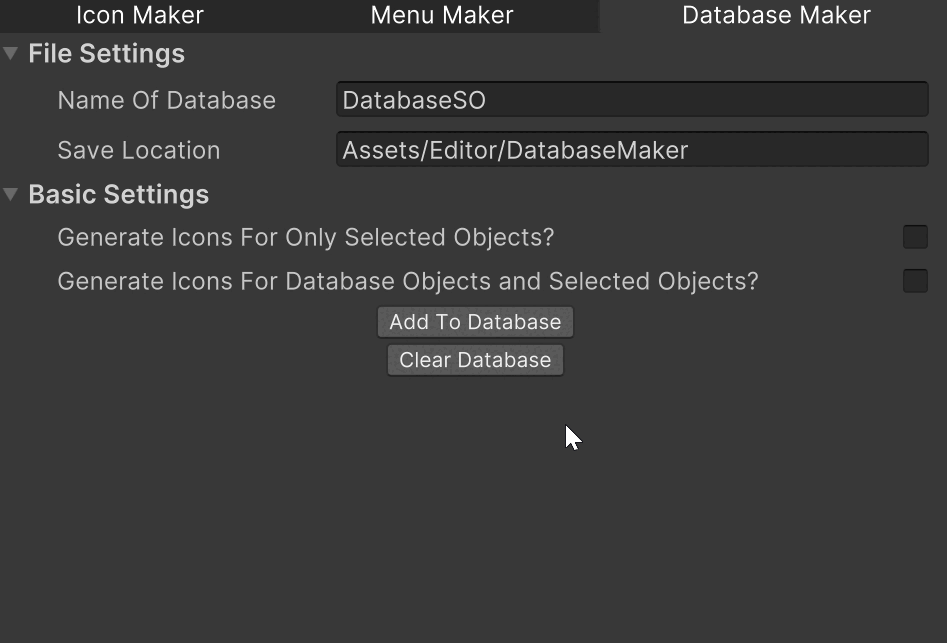 Icon Maker Menu Maker Database Maker
File Settings
Name Of Database DatabaseSO
Save Location Assets/Editor/DatabaseMaker
Basic Settings
Generate Icons For Only Selected Objects?
Generate Icons For Database Objects and Selected Objects?
Add To Database
Clear Database